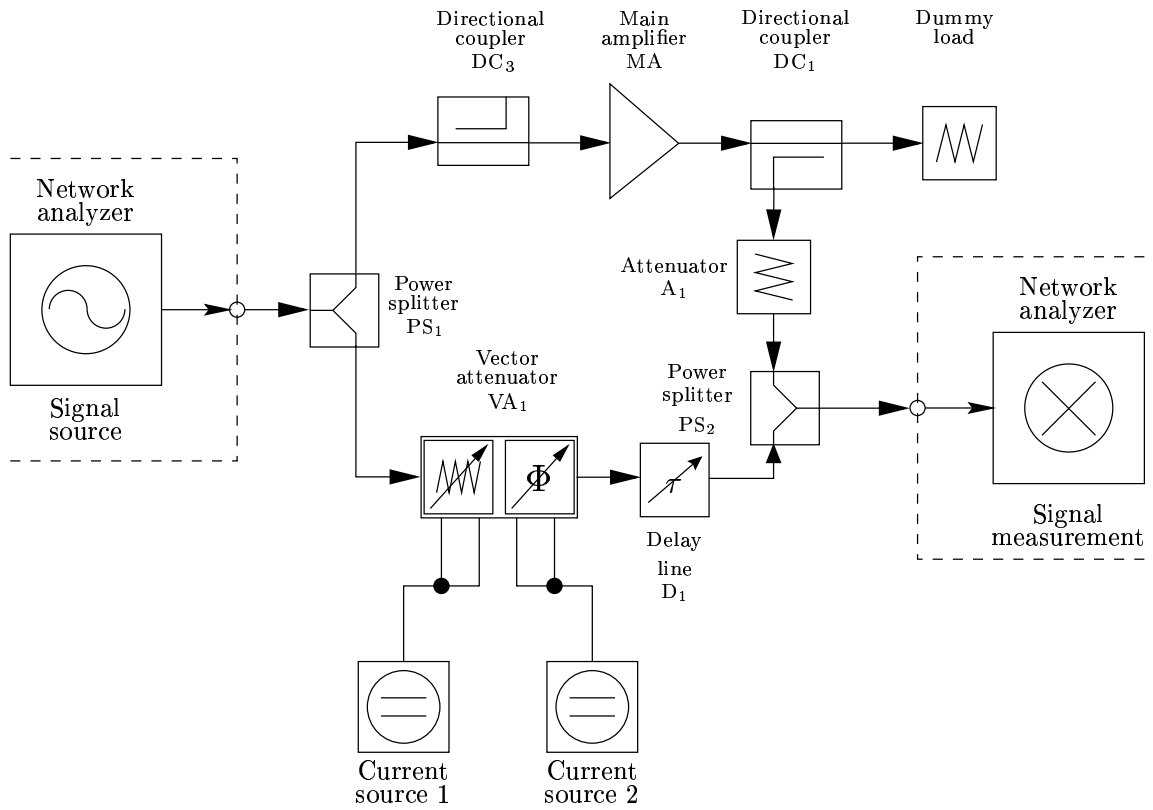 Directional
coupler
DC₃
Main
amplifier
MA
Directional
coupler
DC₁
Dummy
load
Network
analyzer
Signal
source
Power
splitter
PS₁
Attenuator
A₁
Vector
attenuator
VA₁
Φ
Power
splitter
PS₂
τ
Delay
line
D₁
Network
analyzer
Signal
measurement
Current
source 1
Current
source 2